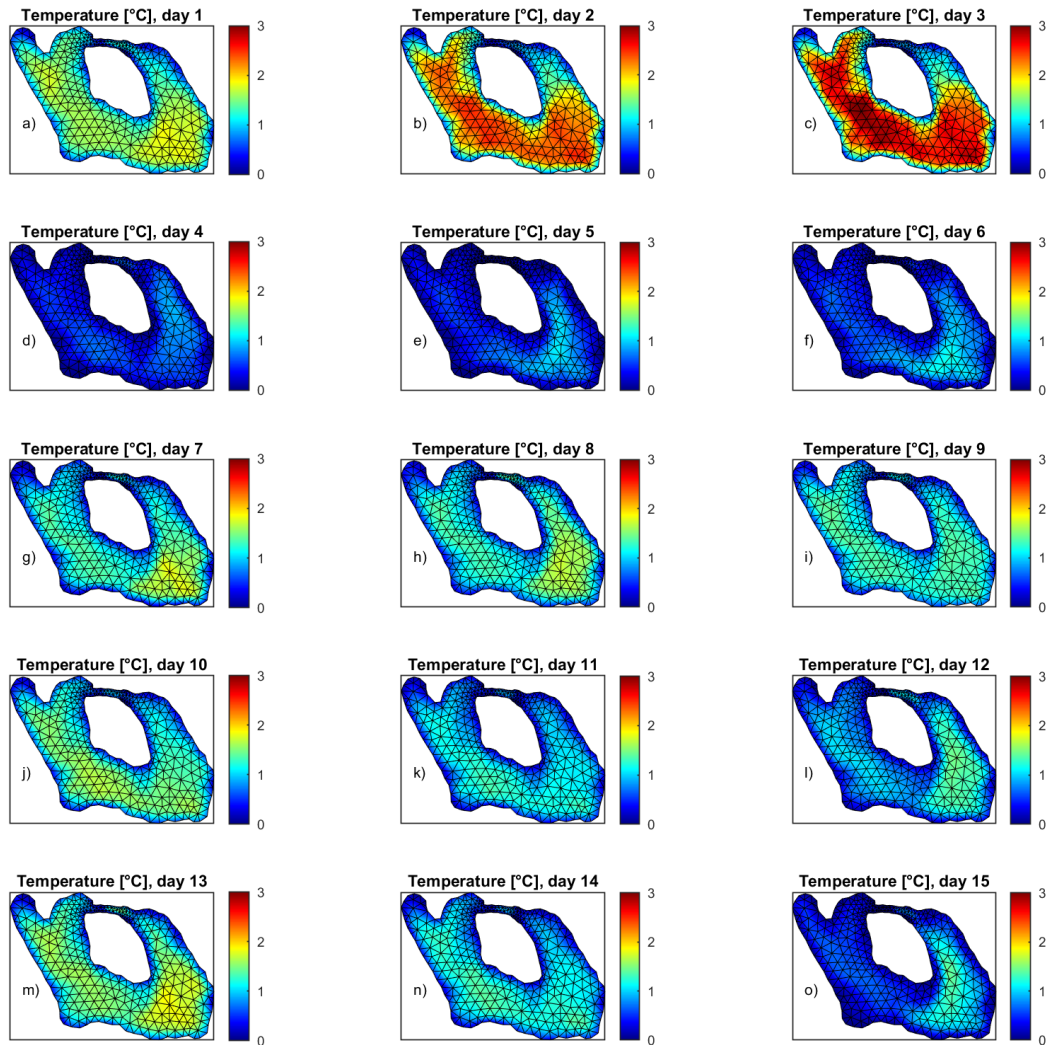 Temperature [°C], day 1
3
2
1
0
a)
Temperature [°C], day 2
3
2
1
0
b)
Temperature [°C], day 3
3
2
1
0
c)
Temperature [°C], day 4
3
2
1
0
d)
Temperature [°C], day 5
3
2
1
0
e)
Temperature [°C], day 6
3
2
1
0
f)
Temperature [°C], day 7
3
2
1
0
g)
Temperature [°C], day 8
3
2
1
0
h)
Temperature [°C], day 9
3
2
1
0
i)
Temperature [°C], day 10
3
2
1
0
j)
Temperature [°C], day 11
3
2
1
0
k)
Temperature [°C], day 12
3
2
1
0
l)
Temperature [°C], day 13
3
2
1
0
m)
Temperature [°C], day 14
3
2
1
0
n)
Temperature [°C], day 15
3
2
1
0
o)